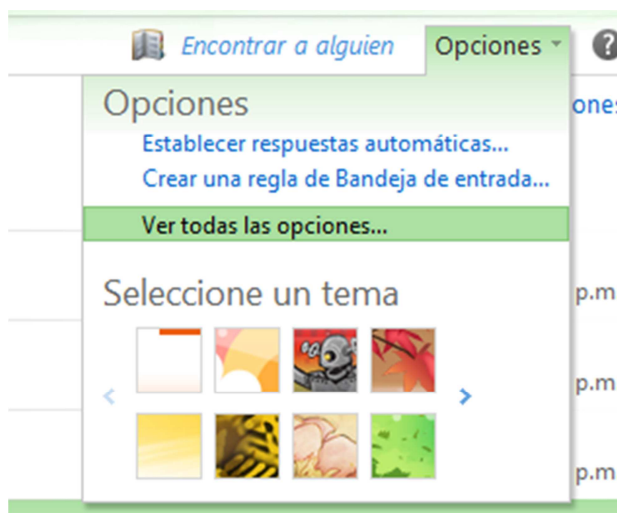 Encontrar a alguien Opciones
Opciones
Establecer respuestas automáticas...
Crear una regla de Bandeja de entrada...
Ver todas las opciones...
Seleccione un tema
p.m
p.m
p.m